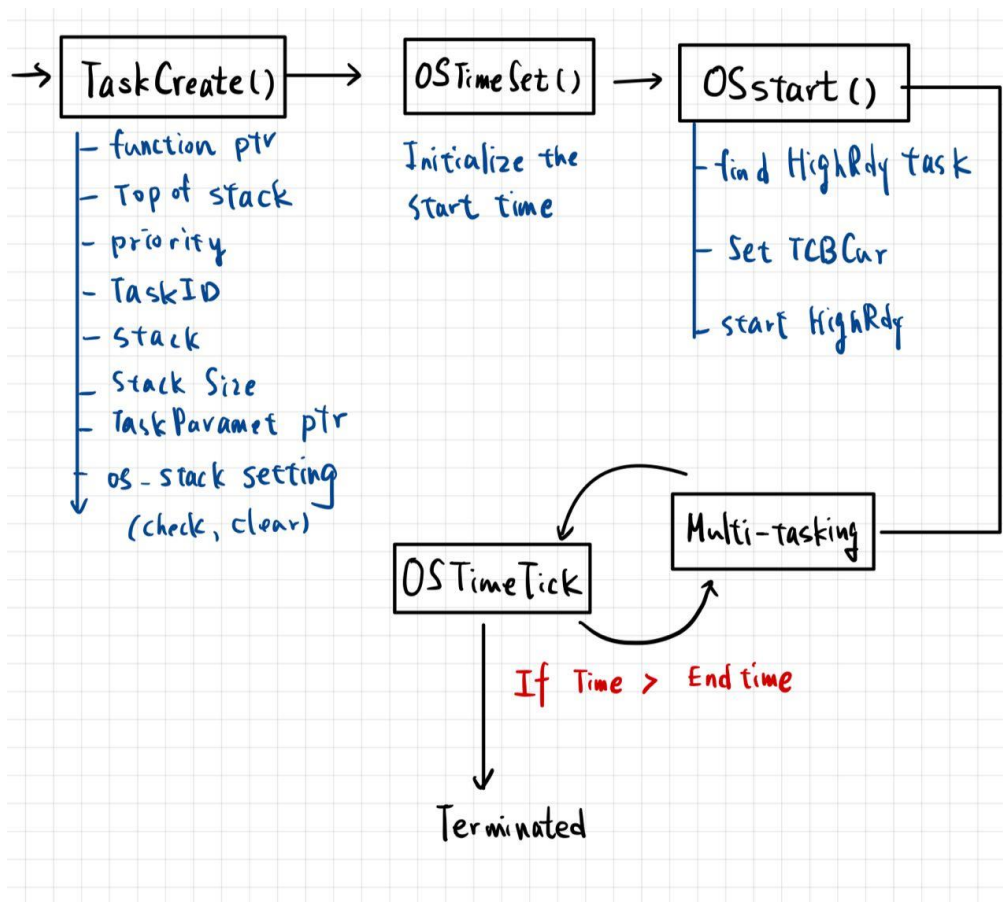 TaskCreate()
- function ptr
- Top of stack
- priority
- TaskID
- stack
- Stack Size
- TaskParamet ptr
- os_stack setting
(check, clear)
OSTimeSet()
Initialize the
start time
OSstart()
- find HighRdy task
- Set TCBCur
- start HighRdy
Multi-tasking
OSTimeTick
If Time > End time
Terminated